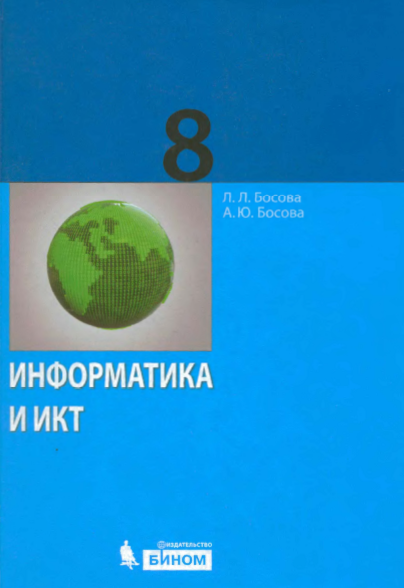 8
Л. Л. Босова
А. Ю. Босова
ИНФОРМАТИКА
И ИКТ
ИЗДАТЕЛЬСТВО
БИНОМ